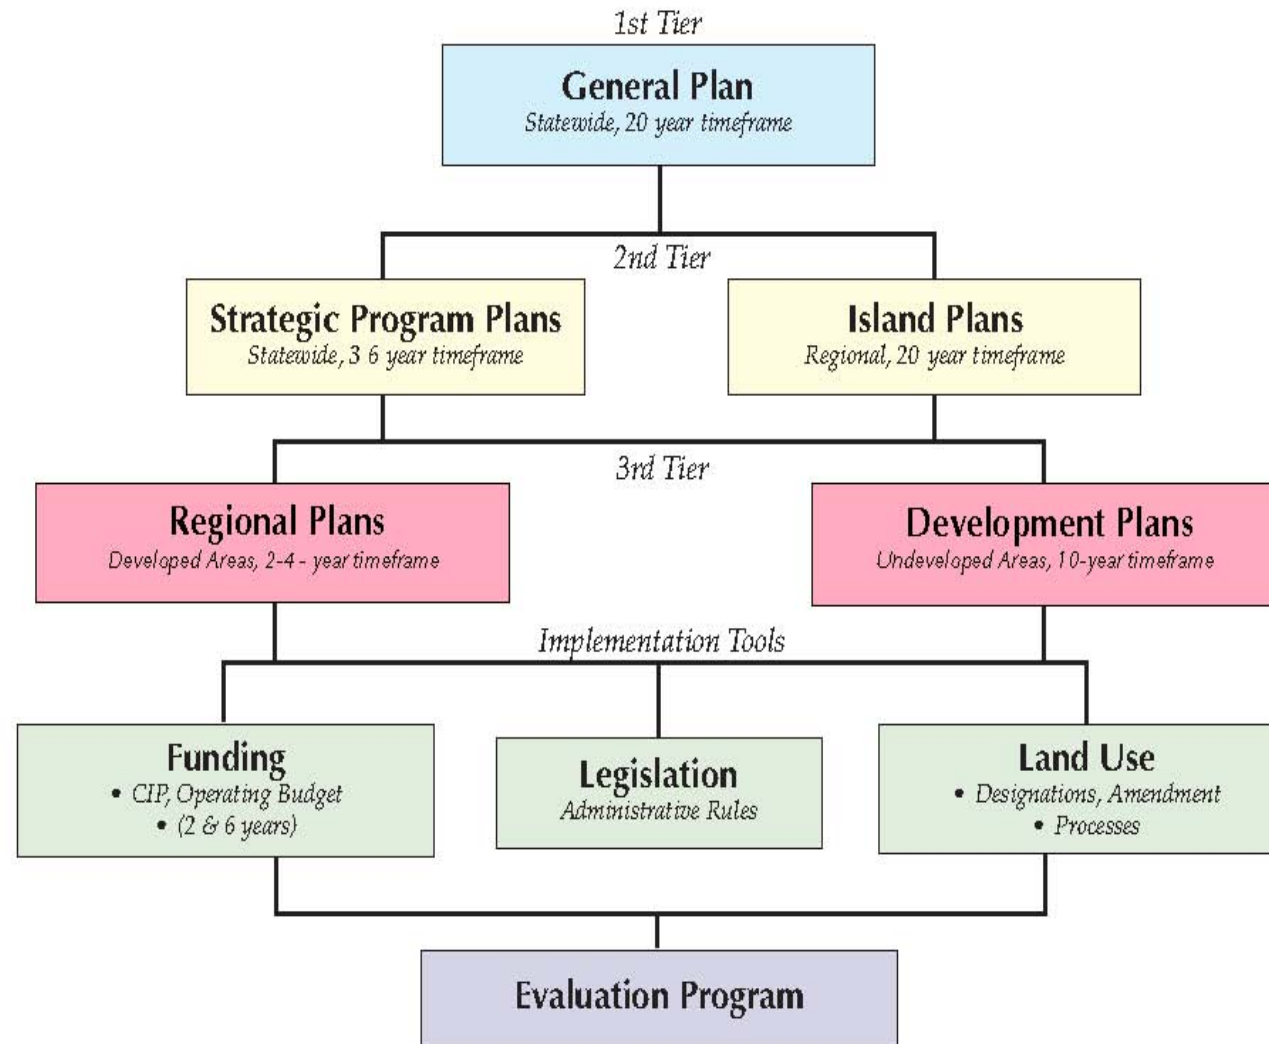 1st Tier
General Plan
Statewide, 20 year timeframe
2nd Tier
Strategic Program Plans
Statewide, 3 6 year timeframe
Island Plans
Regional, 20 year timeframe
3rd Tier
Regional Plans
Developed Areas, 2-4 - year timeframe
Development Plans
Undeveloped Areas, 10-year timeframe
Implementation Tools
Funding
• CIP, Operating Budget
• (2 & 6 years)
Legislation
Administrative Rules
Land Use
• Designations, Amendment
• Processes
Evaluation Program